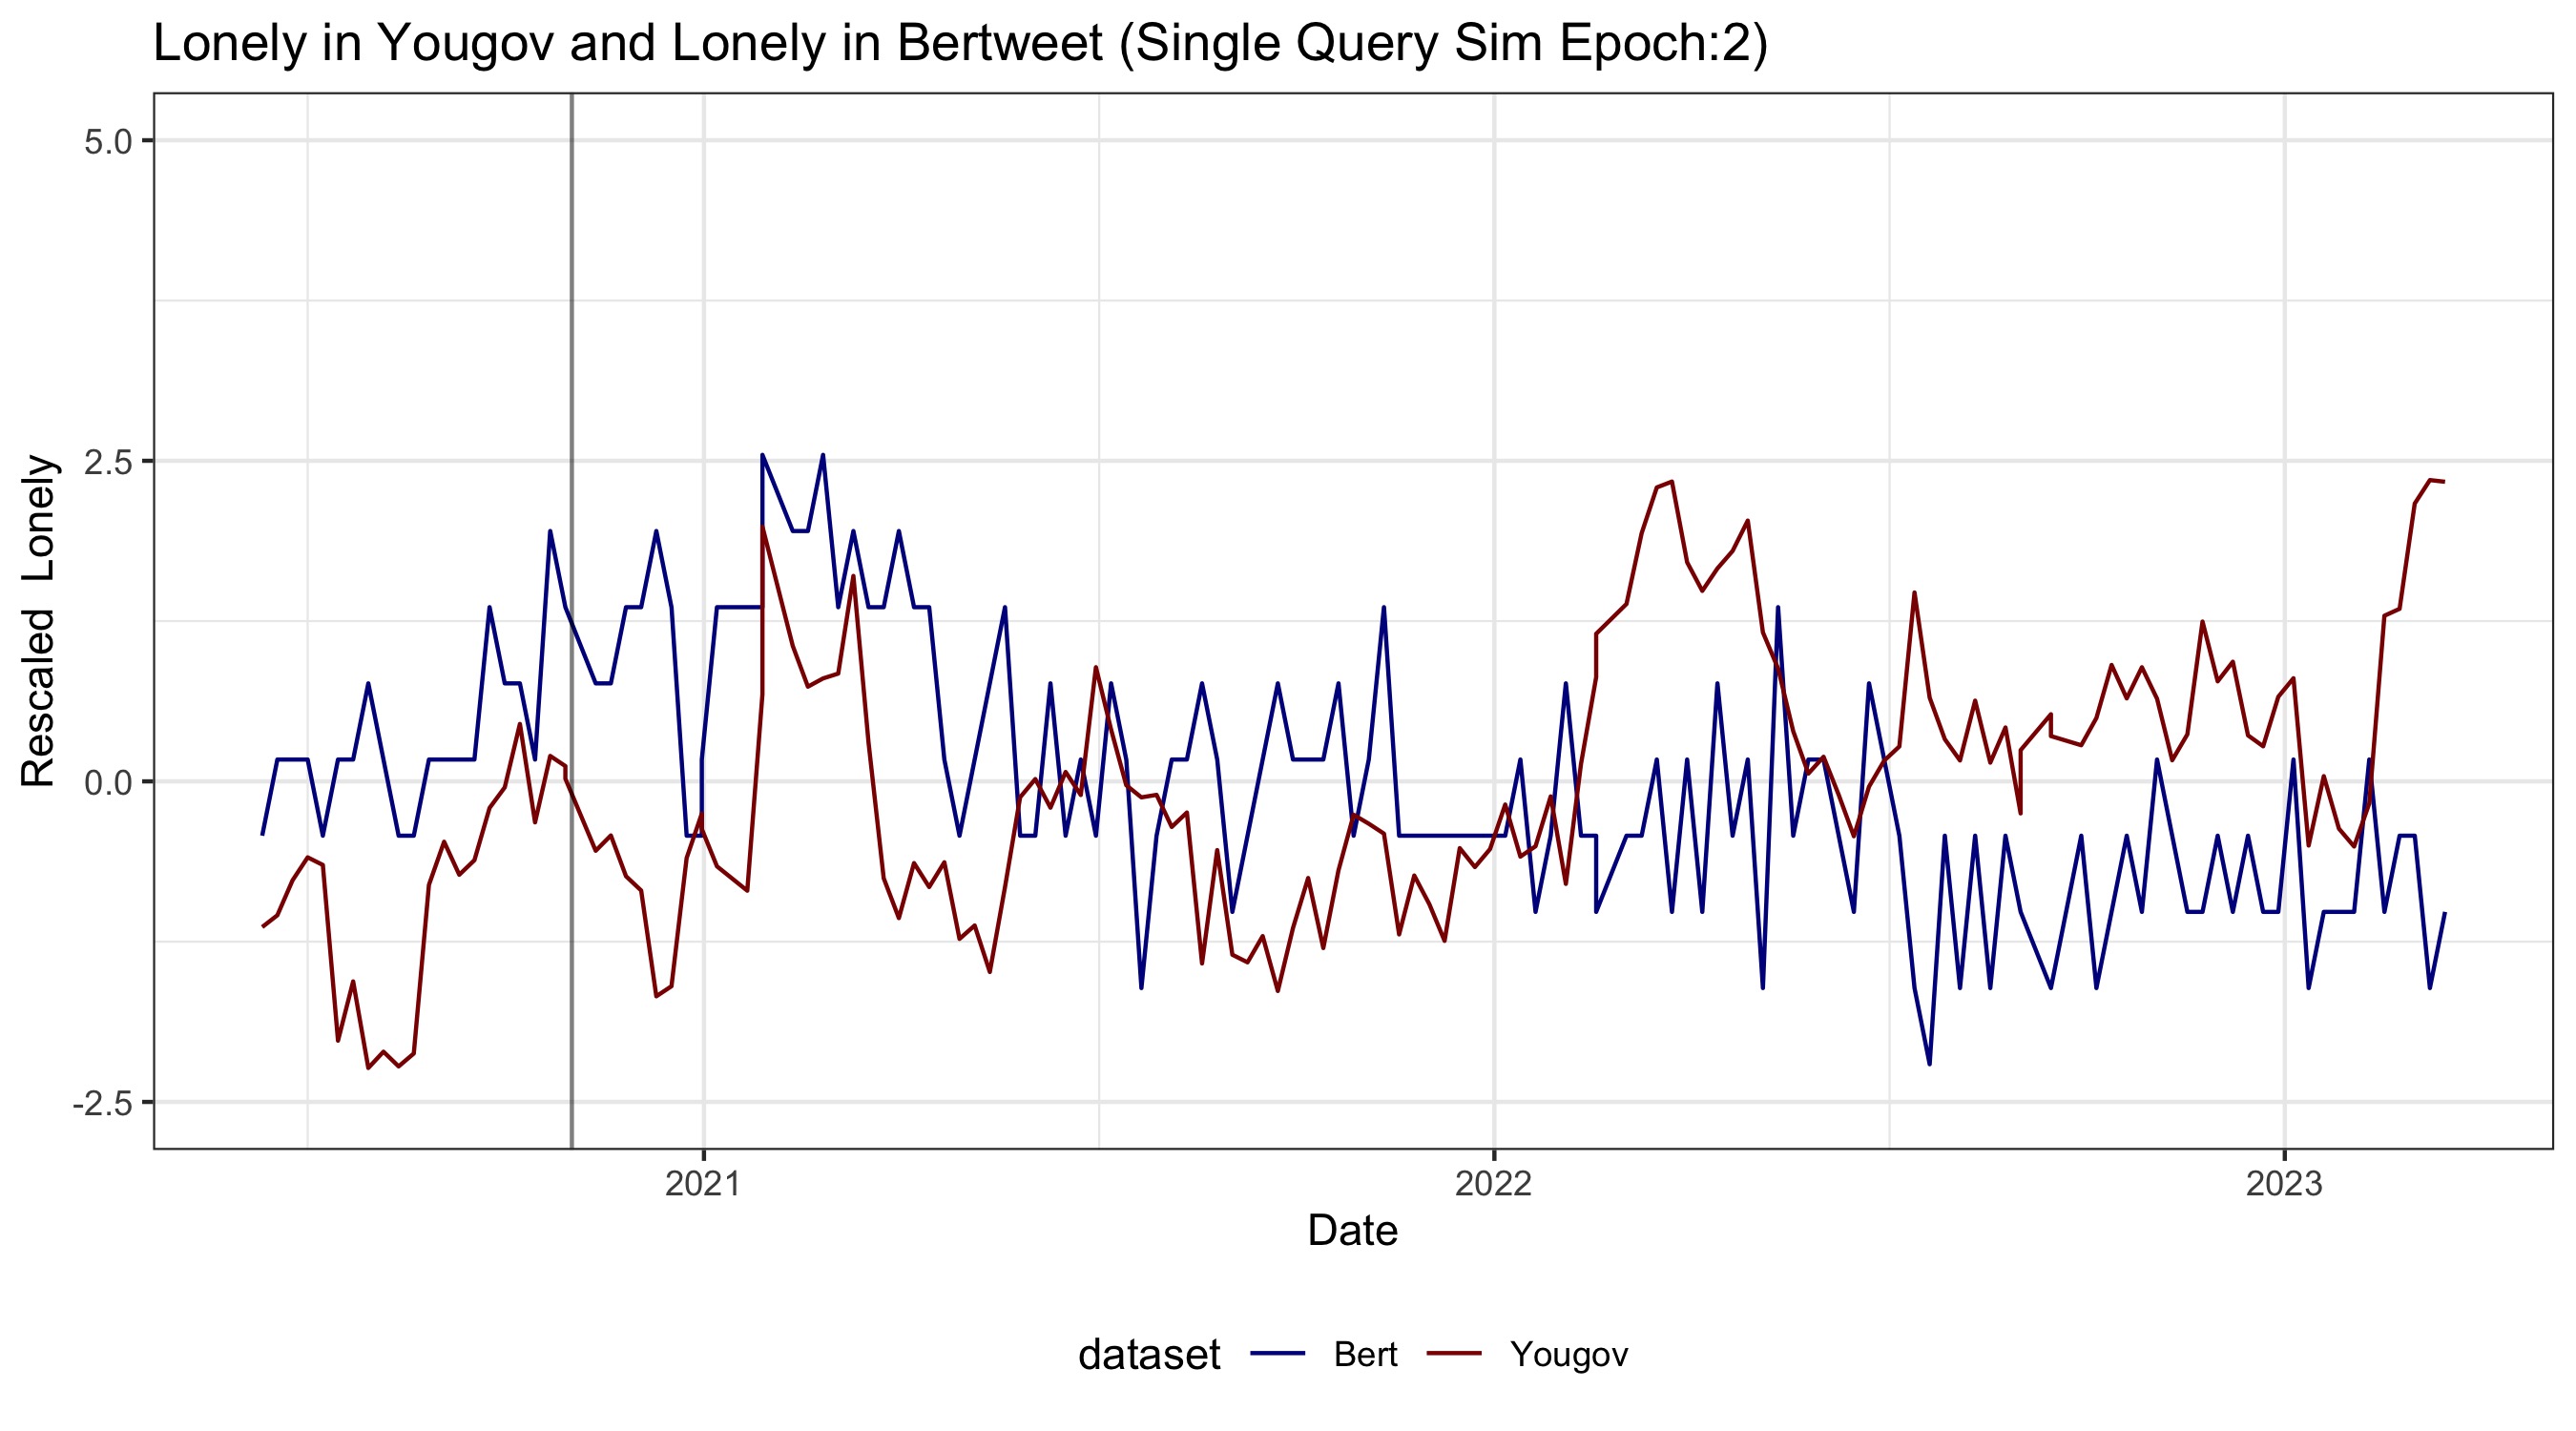 Lonely in Yougov and Lonely in Bertweet (Single Query Sim Epoch:2)
Rescaled Lonely
5.0
2.5
0.0
-2.5
2021
2022
2023
Date
dataset Bert Yougov